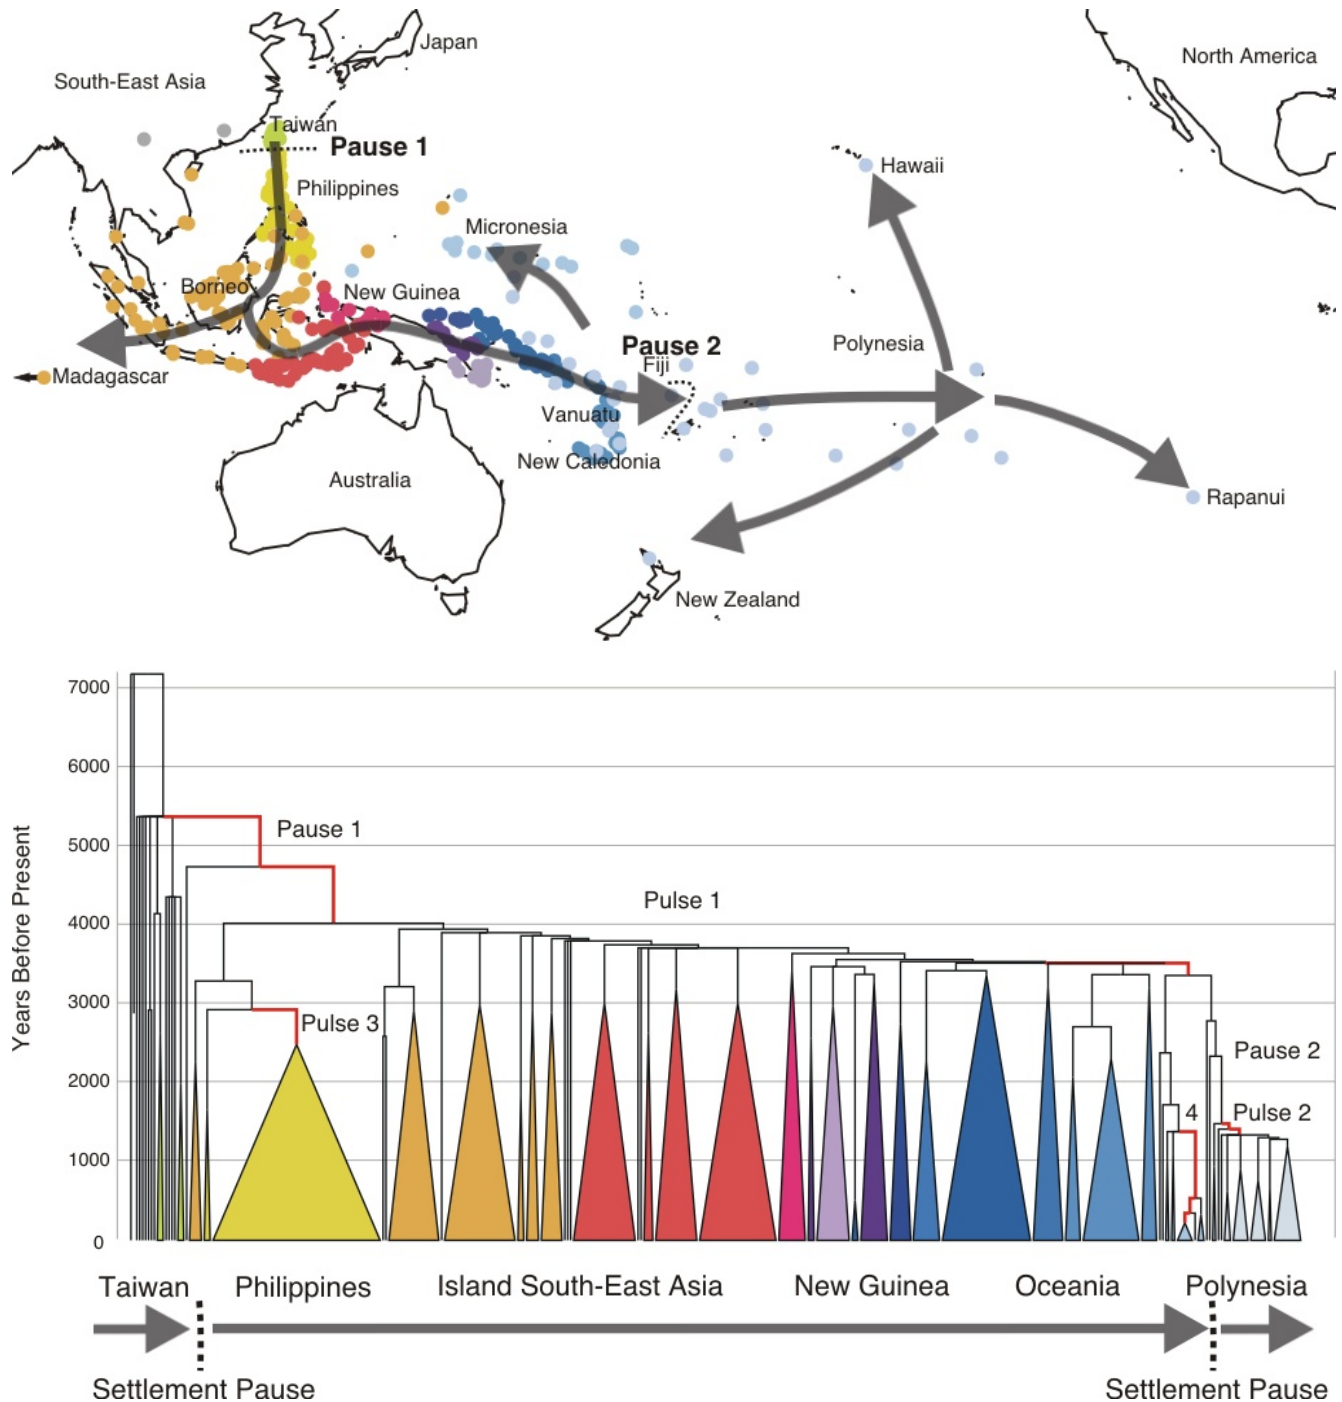 Japan
North America
South-East Asia
Taiwan
Pause 1
Hawaii
Philippines
Micronesia
Borneo
New Guinea
Pause 2
Polynesia
Fiji
Madagascar
Vanuatu
New Caledonia
Australia
Rapanui
New Zealand
Years Before Present
7000
6000
5000
4000
3000
2000
1000
0
Pause 1
Pulse 1
Pulse 3
Pause 2
4
Pulse 2
Taiwan
Philippines
Island South-East Asia
New Guinea
Oceania
Polynesia
Settlement Pause
Settlement Pause